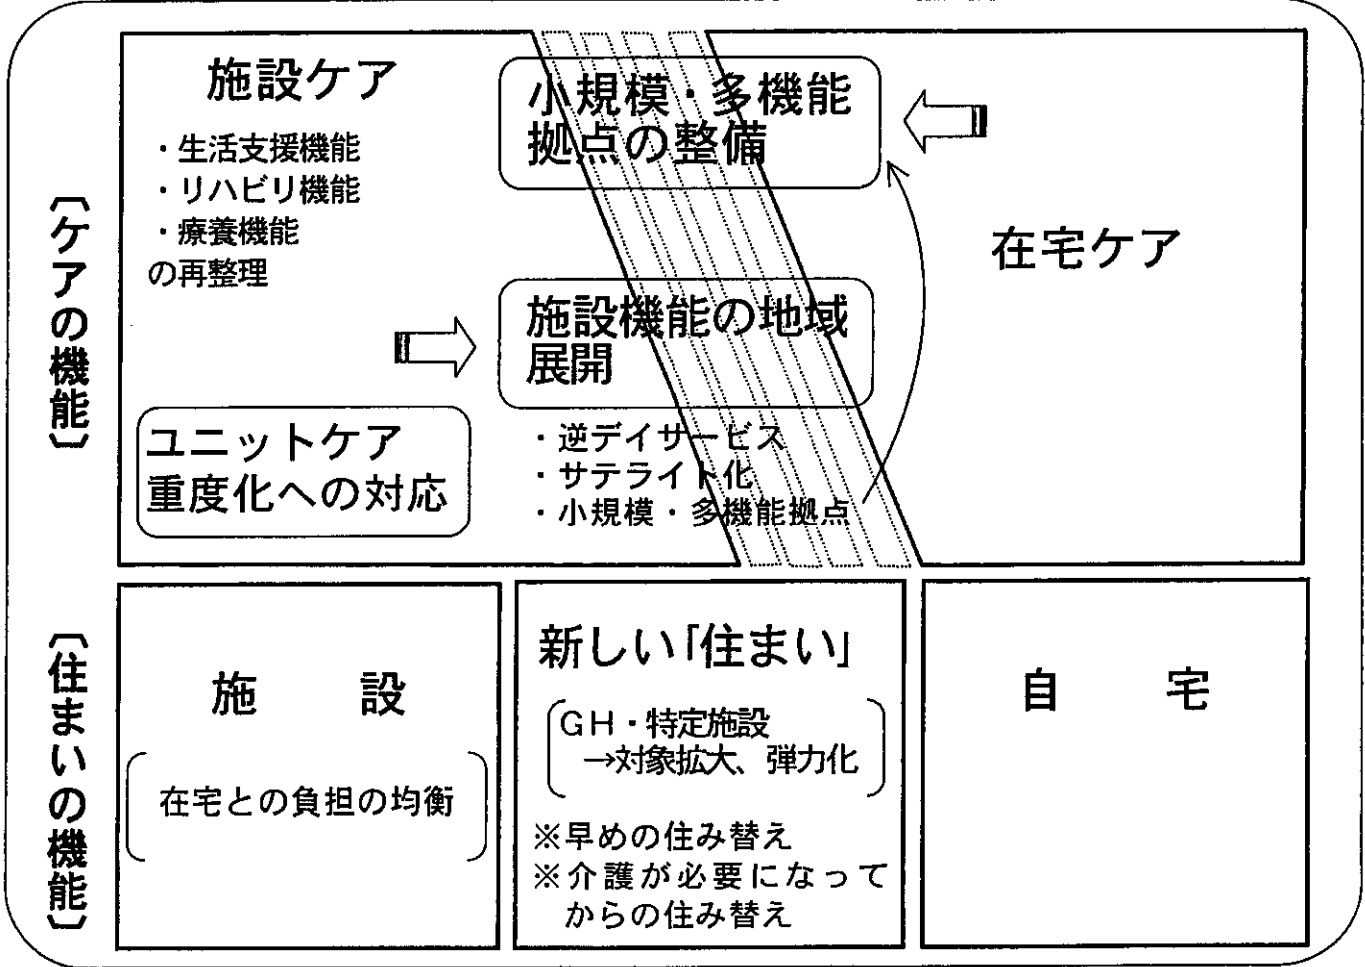 〔ケアの機能〕
施設ケア
・生活支援機能
・リハビリ機能
・療養機能
の再整理
小規模・多機能
拠点の整備
在宅ケア
施設機能の地域
展開
・逆デイサービス
・サテライト化
・小規模・多機能拠点
ユニットケア
重度化への対応
〔住まいの機能〕
施　設
在宅との負担の均衡
新しい「住まい」
GH・特定施設
→対象拡大、弾力化
※早めの住み替え
※介護が必要になって
からの住み替え
自　宅